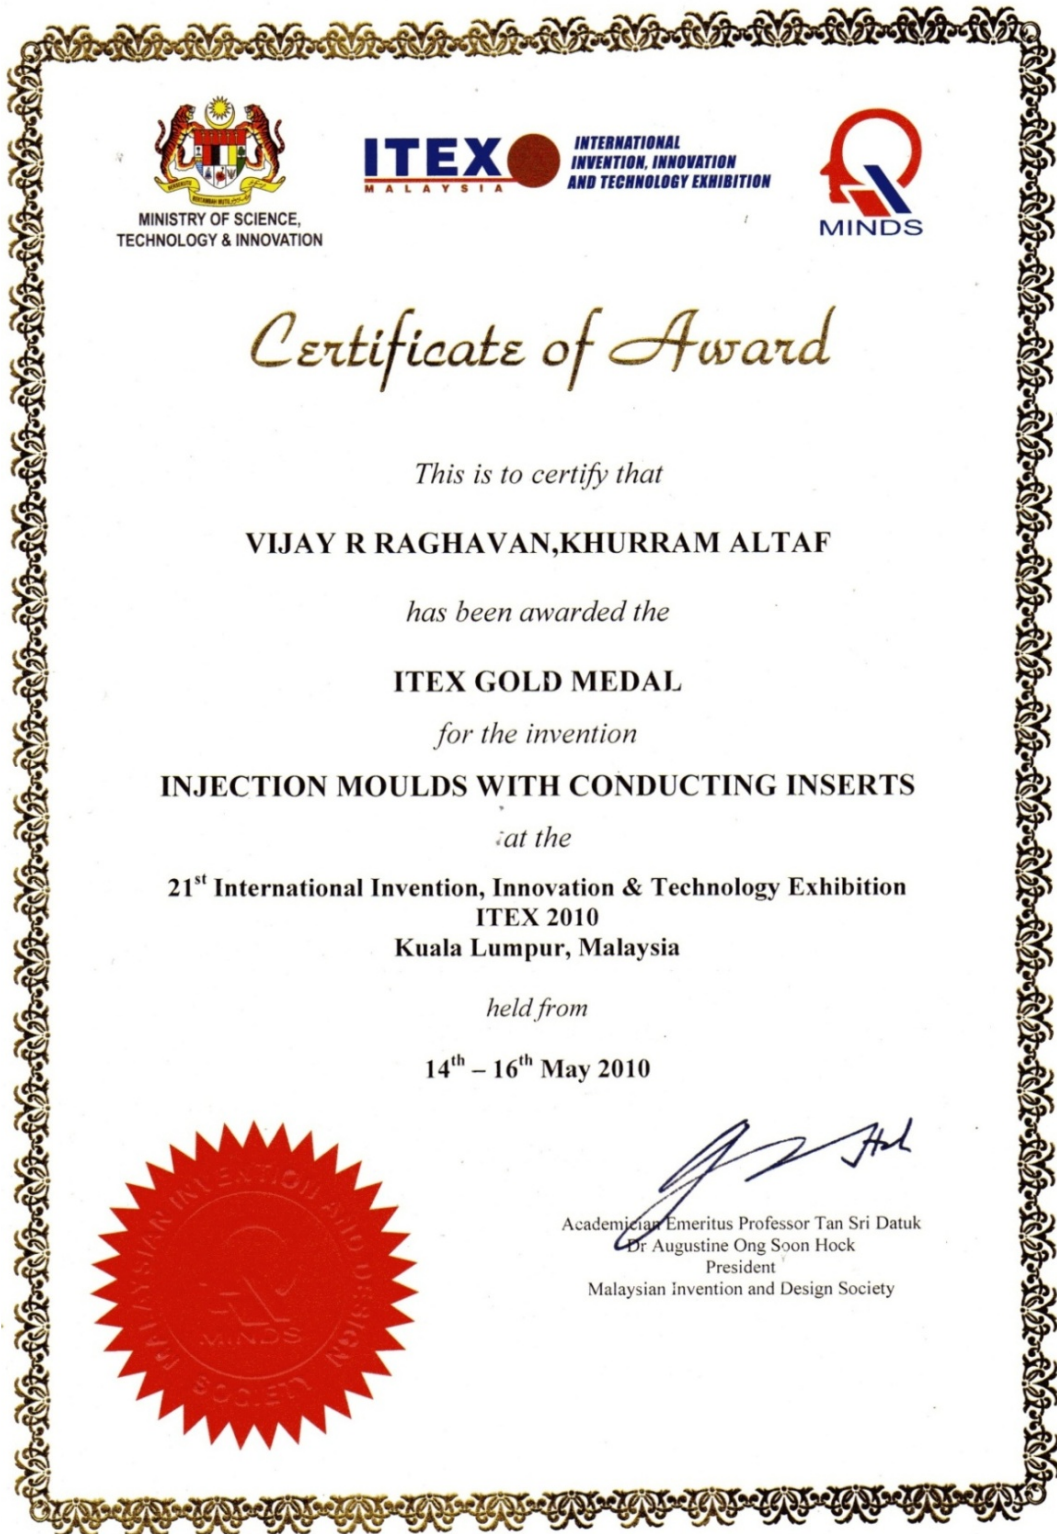 MINISTRY OF SCIENCE,
TECHNOLOGY & INNOVATION
ITEX
MALAYSIA
INTERNATIONAL
INVENTION, INNOVATION
AND TECHNOLOGY EXHIBITION
MINDS
Certificate of Award
This is to certify that
VIJAY R RAGHAVAN,KHURRAM ALTAF
has been awarded the
ITEX GOLD MEDAL
for the invention
INJECTION MOULDS WITH CONDUCTING INSERTS
at the
21st International Invention, Innovation & Technology Exhibition
ITEX 2010
Kuala Lumpur, Malaysia
held from
14th – 16th May 2010
Academician Emeritus Professor Tan Sri Datuk
Dr Augustine Ong Soon Hock
President
Malaysian Invention and Design Society
MALAYSIAN INVENTION AND DESIGN SOCIETY
MINDS